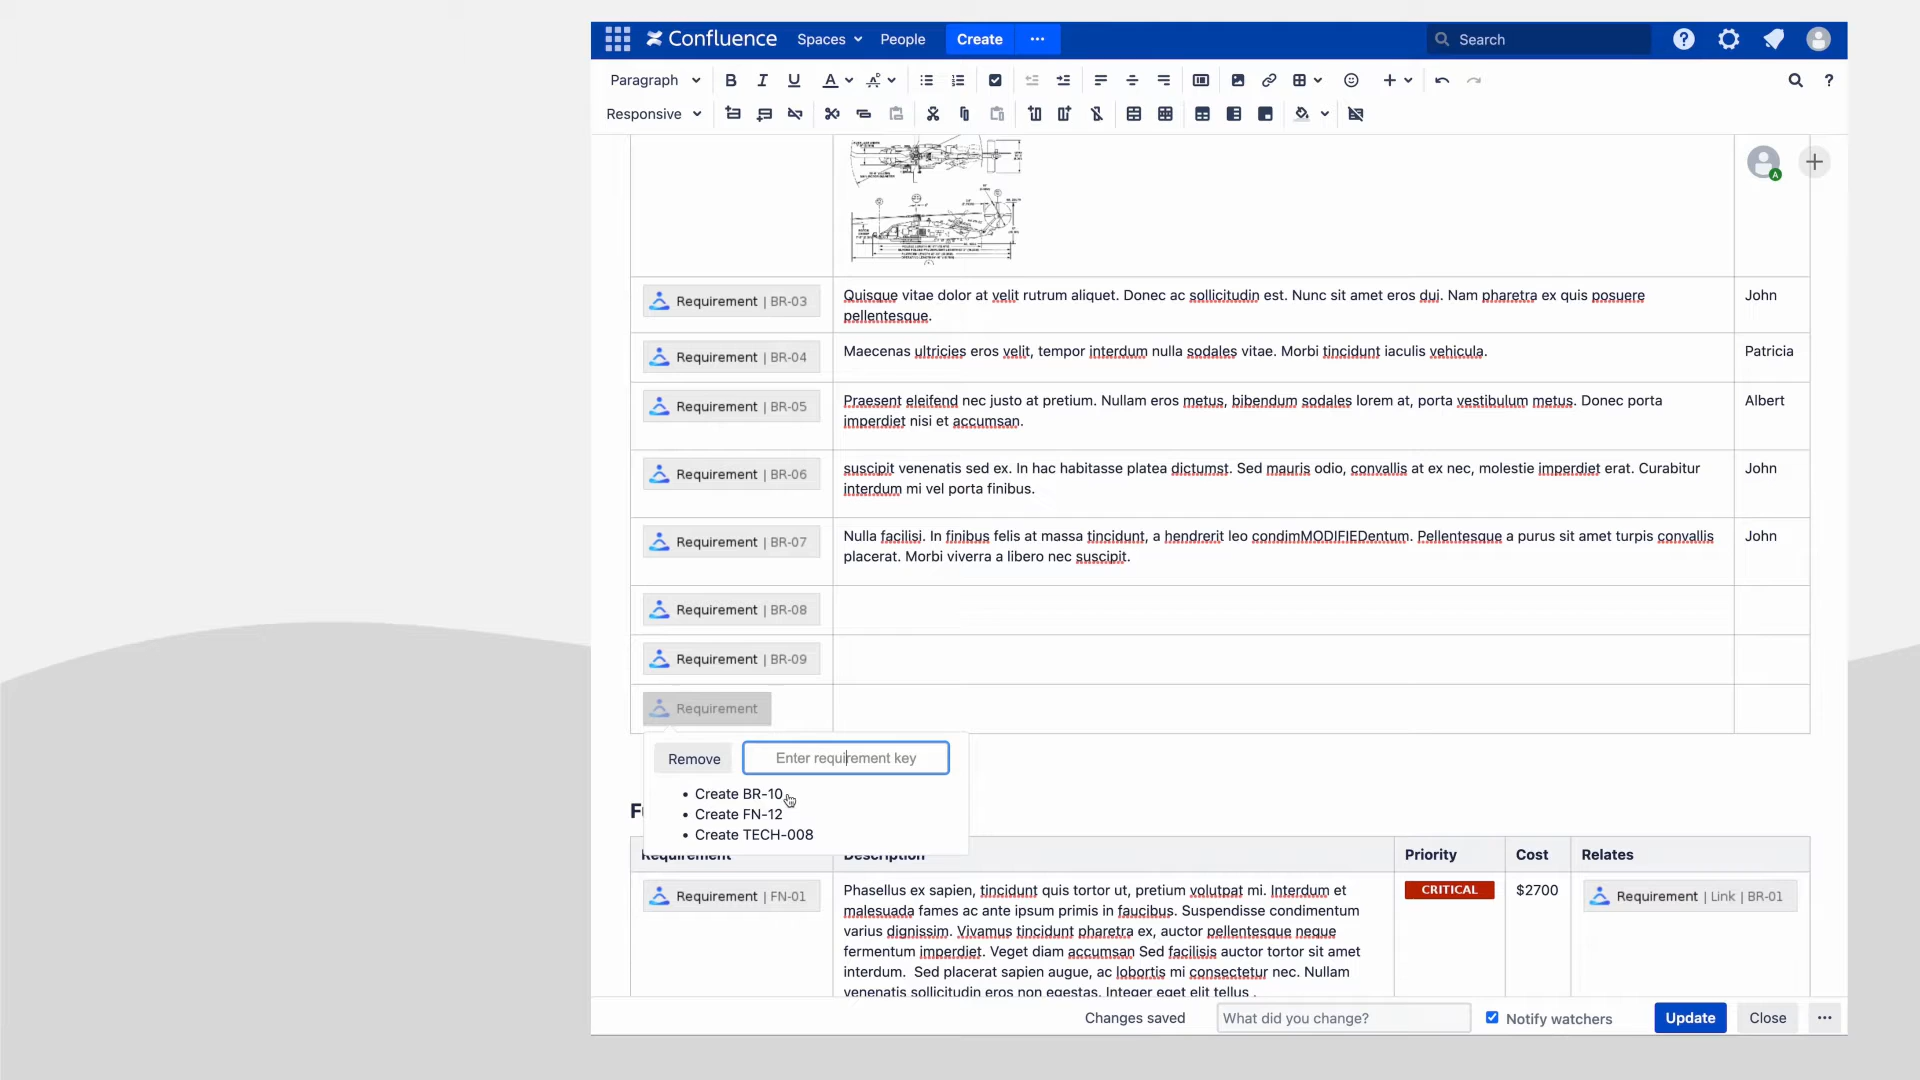 Confluence Spaces People Create ··· Search
Paragraph B I U A
Responsive
A
Requirement | BR-03 Quisque vitae dolor at velit rutrum aliquet. Donec ac sollicitudin est. Nunc sit amet eros dui. Nam pharetra ex quis posuere John
pellentesque.
Requirement | BR-04 Maecenas ultricies eros velit, tempor interdum nulla sodales vitae. Morbi tincidunt iaculis vehicula. Patricia
Requirement | BR-05 Praesent eleifend nec justo at pretium. Nullam eros metus, bibendum sodales lorem at, porta vestibulum metus. Donec porta Albert
imperdiet nisi et accumsan.
Requirement | BR-06 suscipit venenatis sed ex. In hac habitasse platea dictumst. Sed mauris odio, convallis at ex nec, molestie imperdiet erat. Curabitur John
interdum mi vel porta finibus.
Requirement | BR-07 Nulla facilisi. In finibus felis at massa tincidunt, a hendrerit leo condimMODIFIEDentum. Pellentesque a purus sit amet turpis convallis John
placerat. Morbi viverra a libero nec suscipit.
Requirement | BR-08
Requirement | BR-09
Requirement
Remove Enter requirement key
• Create BR-10
• Create FN-12
• Create TECH-008
Requirement Description Priority Cost Relates
Requirement | FN-01 Phasellus ex sapien, tincidunt quis tortor ut, pretium volutpat mi. Interdum et CRITICAL $2700 Requirement | Link | BR-01
malesuada fames ac ante ipsum primis in faucibus. Suspendisse condimentum
varius dignissim. Vivamus tincidunt pharetra ex, auctor pellentesque neque
fermentum imperdiet. Veget diam accumsan Sed facilisis auctor tortor sit amet
interdum. Sed placerat sapien augue, ac lobortis mi consectetur nec. Nullam
venenatis sollicitudin eros non egestas. Integer eget elit tellus .
Changes saved What did you change? Notify watchers Update Close ···